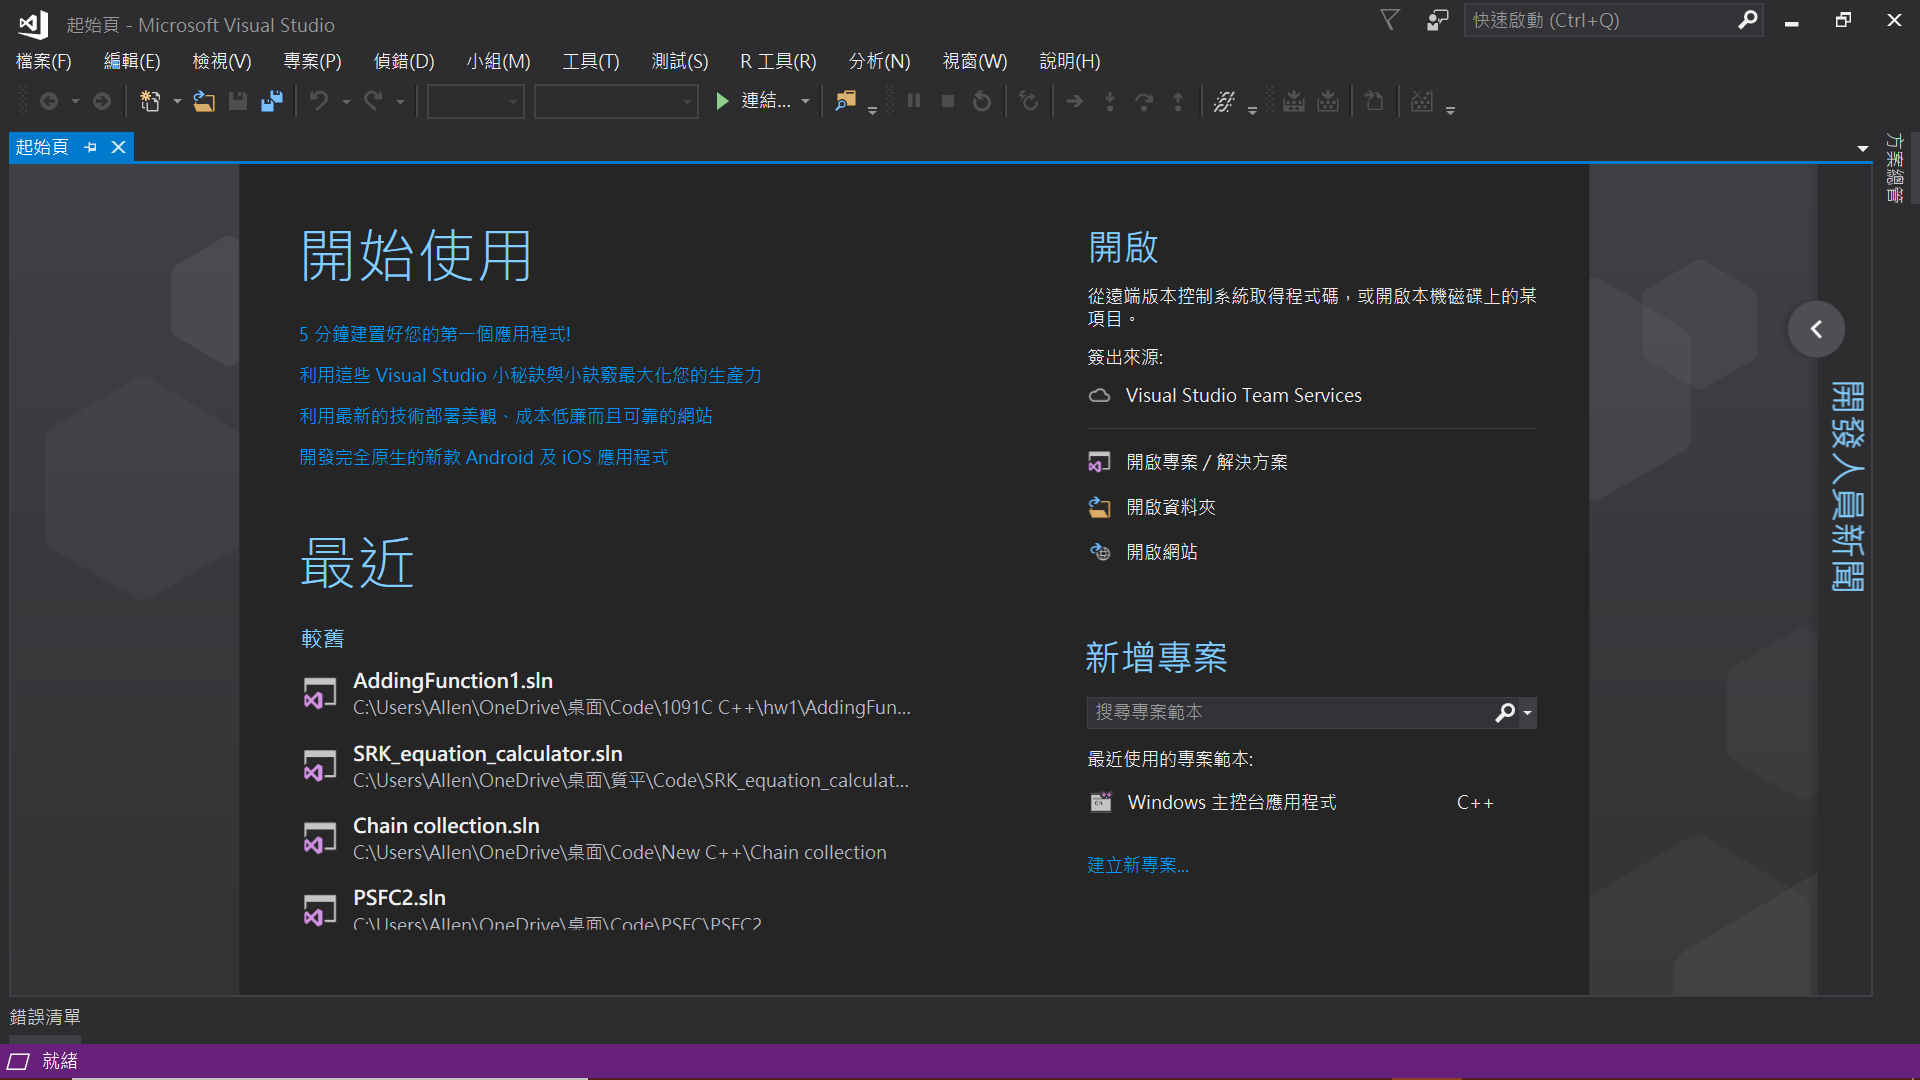 起始頁 - Microsoft Visual Studio
快速啟動 (Ctrl+Q)
檔案(F) 編輯(E) 檢視(V) 專案(P) 偵錯(D) 小組(M) 工具(T) 測試(S) R 工具(R) 分析(N) 視窗(W) 說明(H)
連結...
起始頁
方案總管
開始使用
5 分鐘建置好您的第一個應用程式!
利用這些 Visual Studio 小秘訣與小訣竅最大化您的生產力
利用最新的技術部署美觀、成本低廉而且可靠的網站
開發完全原生的新款 Android 及 iOS 應用程式
最近
較舊
AddingFunction1.sln
C:\Users\Allen\OneDrive\桌面\Code\1091C C++\hw1\AddingFun...
SRK_equation_calculator.sln
C:\Users\Allen\OneDrive\桌面\質平\Code\SRK_equation_calculat...
Chain collection.sln
C:\Users\Allen\OneDrive\桌面\Code\New C++\Chain collection
PSFC2.sln
C:\Users\Allen\OneDrive\桌面\Code\PSFC\PSFC2
開啟
從遠端版本控制系統取得程式碼，或開啟本機磁碟上的某
項目。
簽出來源:
Visual Studio Team Services
開啟專案 / 解決方案
開啟資料夾
開啟網站
新增專案
搜尋專案範本
最近使用的專案範本:
Windows 主控台應用程式 C++
建立新專案...
開發人員新聞
錯誤清單
就緒